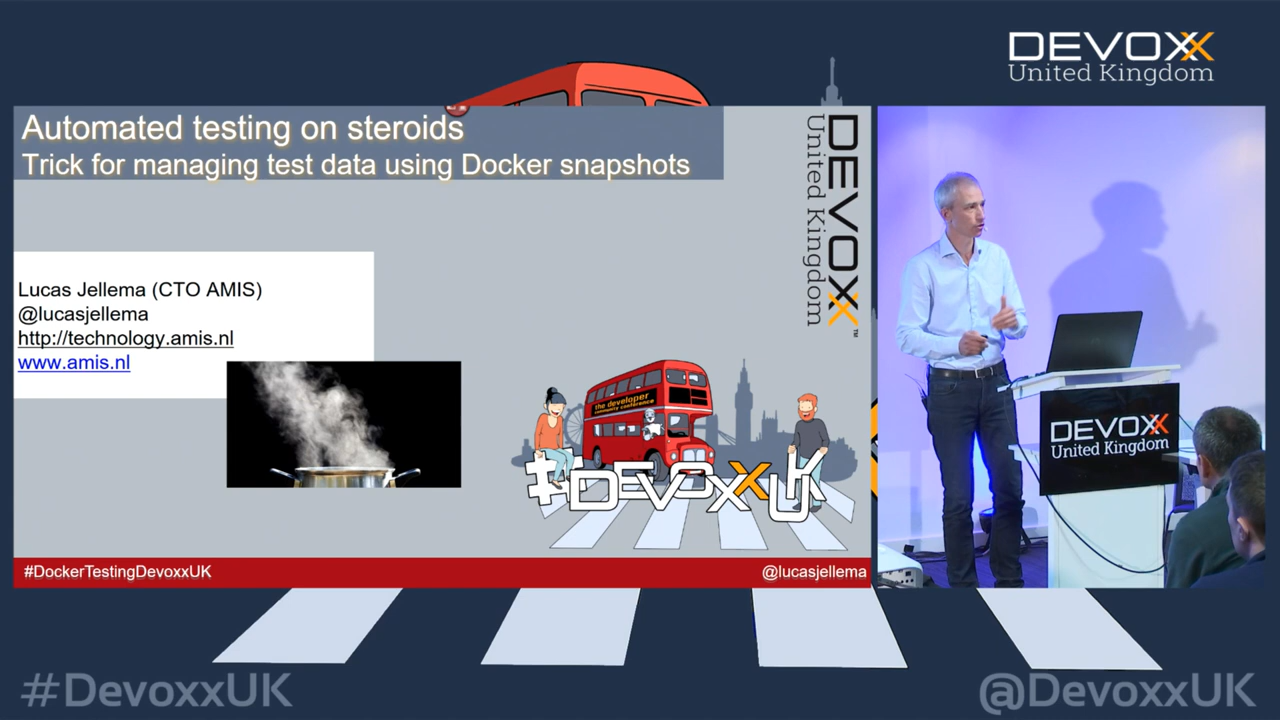 DEVOXX
United Kingdom
Automated testing on steroids
Trick for managing test data using Docker snapshots
DEVOXX
United Kingdom
TM
Lucas Jellema (CTO AMIS)
@lucasjellema
http://technology.amis.nl
www.amis.nl
the developer
community conference
#DEVOXXUK
#DockerTestingDevoxxUK
@lucasjellema
DEVOXX
United Kingdom
#DevoxxUK
@DevoxxUK